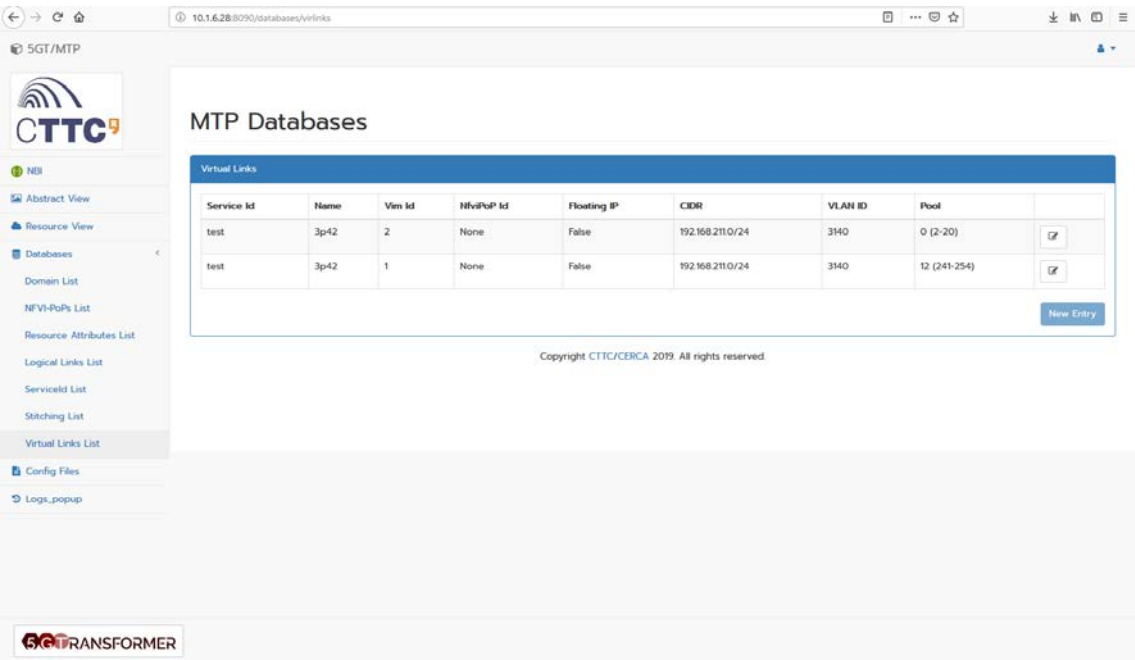 10.1.6.28:8090/databases/virlinks
5GT/MTP
CTTC
MTP Databases
NBI
Abstract View
Resource View
Databases
Domain List
NFVI-PoPs List
Resource Attributes List
Logical Links List
ServiceId List
Stitching List
Virtual Links List
Config Files
Logs_popup
Virtual Links
Service Id Name Vim Id NfviPoP Id Floating IP CIDR VLAN ID Pool
test 3p42 2 None False 192.168.211.0/24 3140 0 (2-20)
test 3p42 1 None False 192.168.211.0/24 3140 12 (241-254)
New Entry
Copyright CTTC/CERCA 2019. All rights reserved.
5GTRANSFORMER